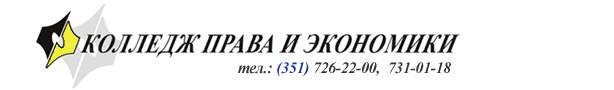 КОЛЛЕДЖ ПРАВА И ЭКОНОМИКИ
тел.: (351) 726-22-00, 731-01-18